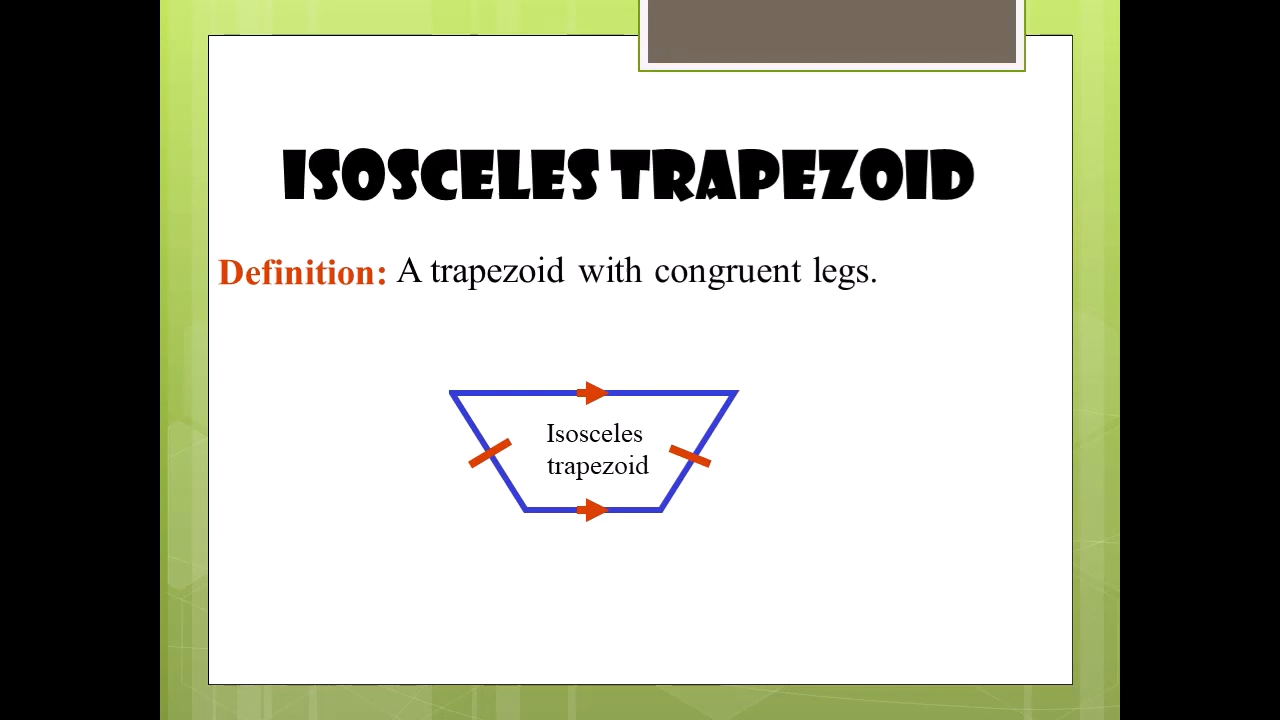 ISOSCELES TRAPEZOID
Definition: A trapezoid with congruent legs.
Isosceles
trapezoid